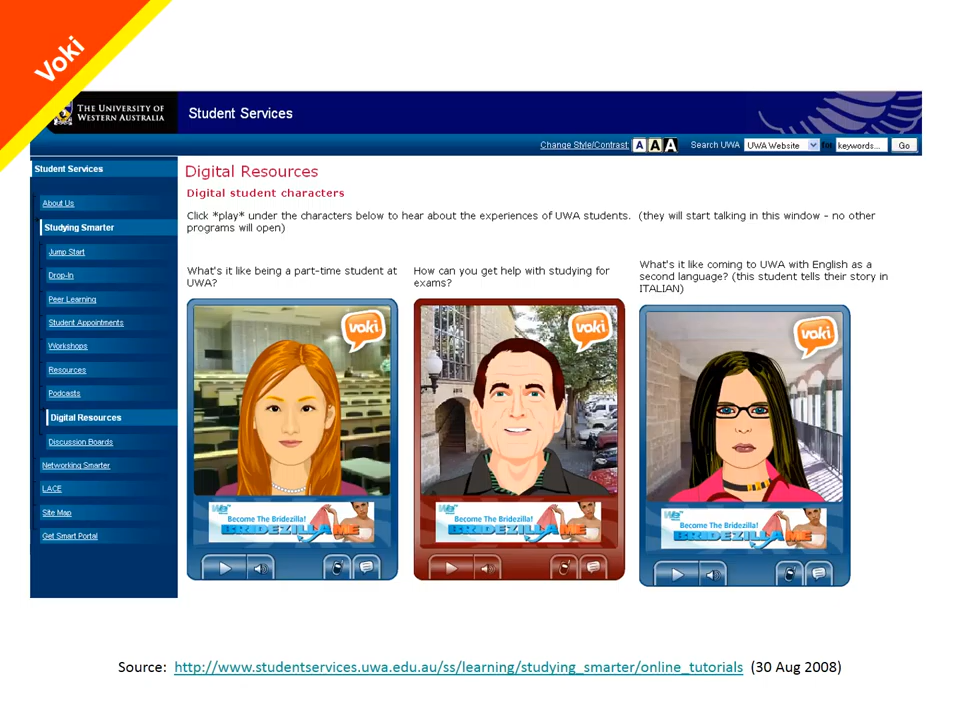 Voki
THE UNIVERSITY OF
WESTERN AUSTRALIA
Student Services
Change Style/Contrast A A A Search UWA UWA Website for keywords... Go
Student Services
About Us
Studying Smarter
Jump Start
Drop-In
Peer Learning
Student Appointments
Workshops
Resources
Podcasts
Digital Resources
Discussion Boards
Networking Smarter
LACE
Site Map
Get Smart Portal
Digital Resources
Digital student characters
Click *play* under the characters below to hear about the experiences of UWA students. (they will start talking in this window - no other
programs will open)
What's it like being a part-time student at
UWA?
voki
Become The Bridezilla!
BRIDEZILLA ME
How can you get help with studying for
exams?
voki
Become The Bridezilla!
BRIDEZILLA ME
What's it like coming to UWA with English as a
second language? (this student tells their story in
ITALIAN)
voki
Become The Bridezilla!
BRIDEZILLA ME
Source: http://www.studentservices.uwa.edu.au/ss/learning/studying_smarter/online_tutorials (30 Aug 2008)